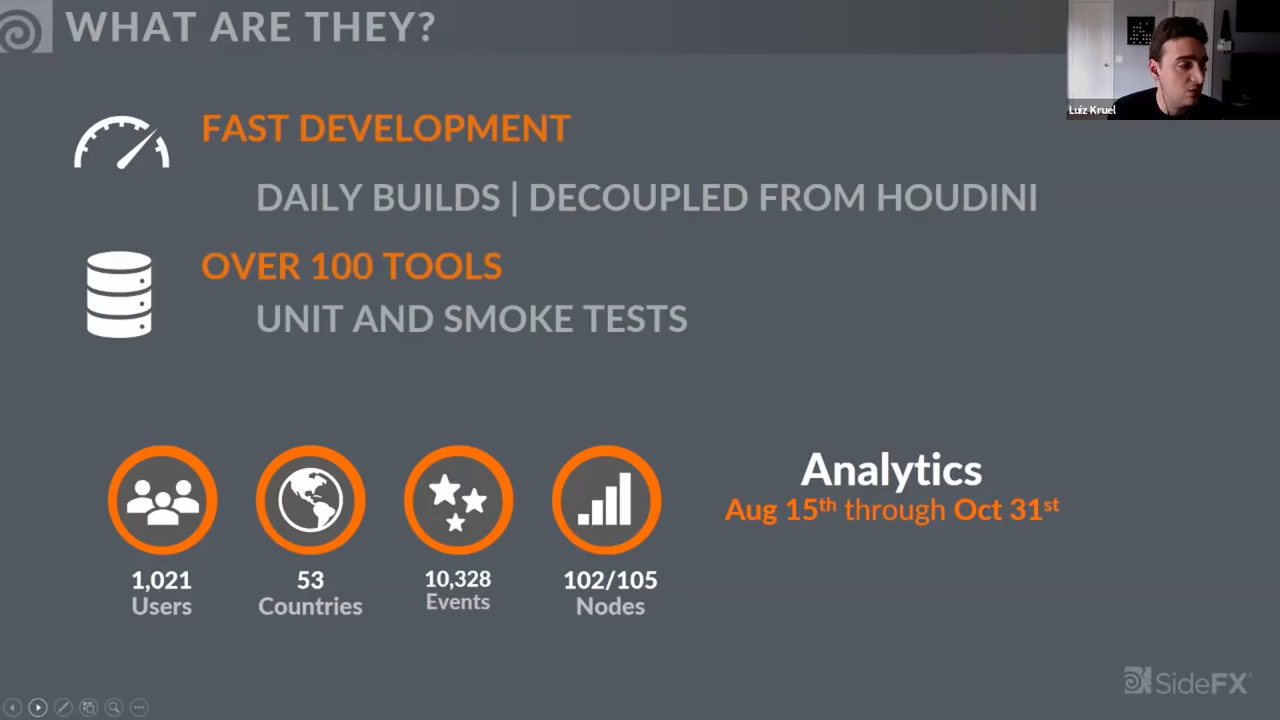 WHAT ARE THEY?
Luiz Kruel
FAST DEVELOPMENT
DAILY BUILDS | DECOUPLED FROM HOUDINI
OVER 100 TOOLS
UNIT AND SMOKE TESTS
Analytics
Aug 15th through Oct 31st
1,021
Users
53
Countries
10,328
Events
102/105
Nodes
SideFX